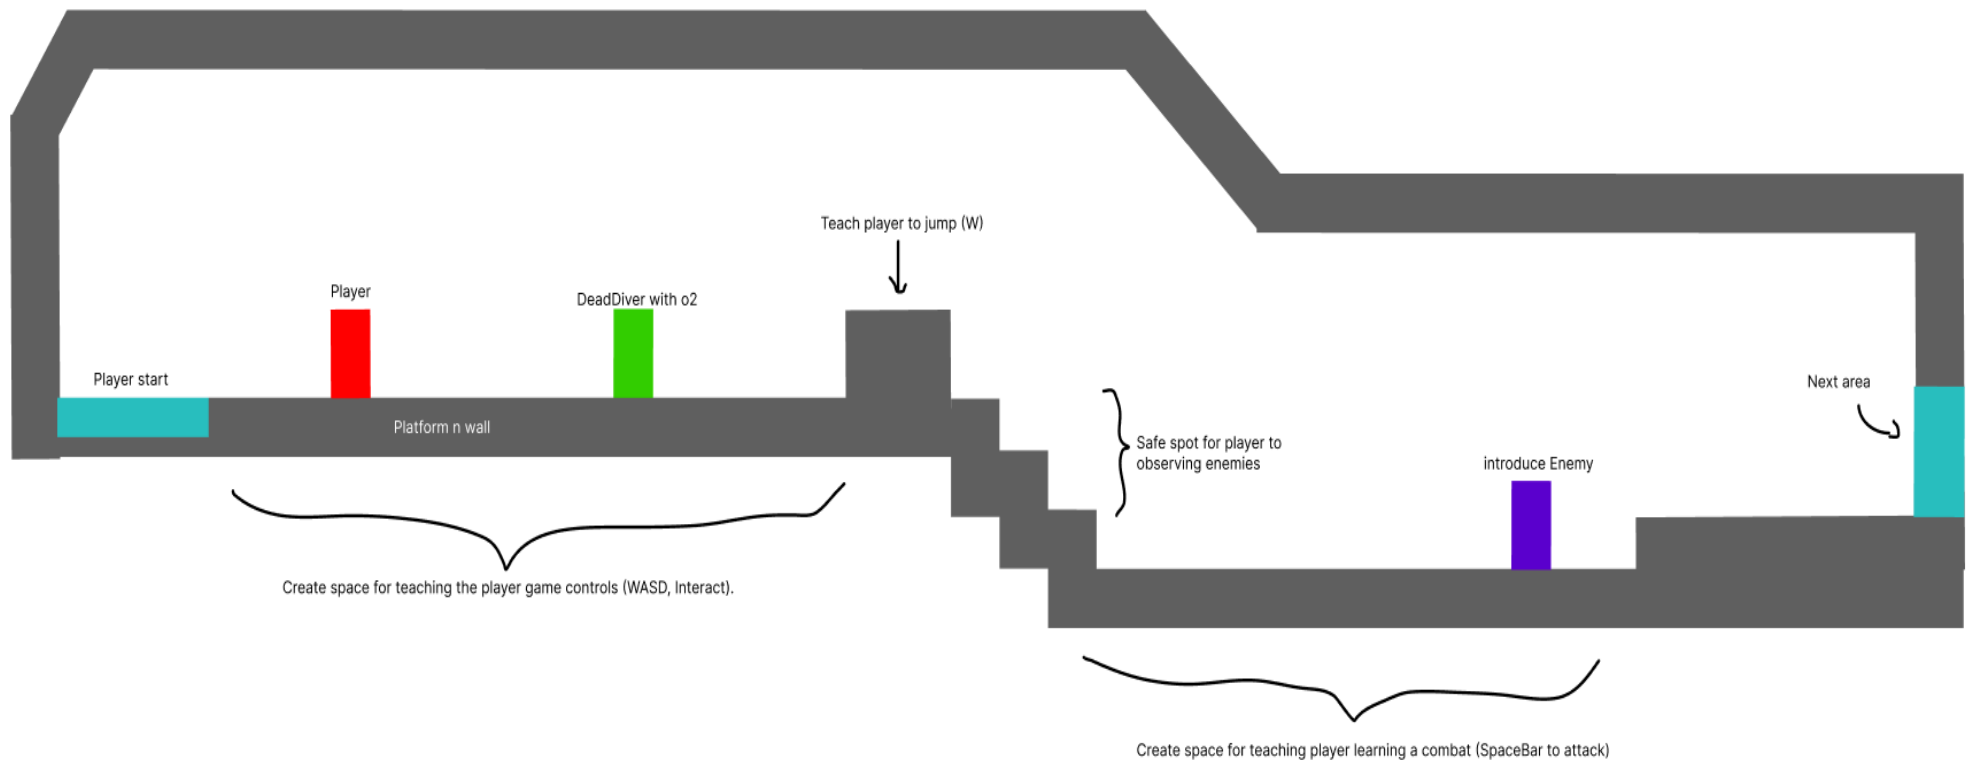 Teach player to jump (W)
Player
DeadDiver with o2
Player start
Platform n wall
Next area
Safe spot for player to
observing enemies
introduce Enemy
Create space for teaching the player game controls (WASD, Interact).
Create space for teaching player learning a combat (SpaceBar to attack)